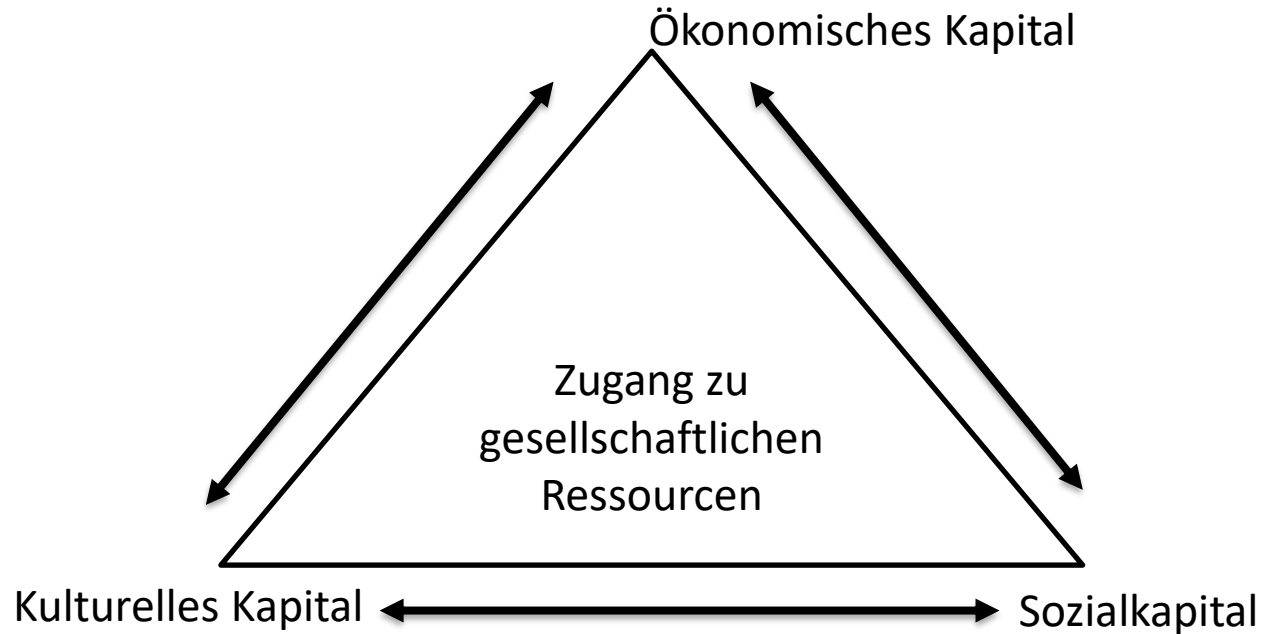 Ökonomisches Kapital
Zugang zu
gesellschaftlichen
Ressourcen
Kulturelles Kapital
Sozialkapital